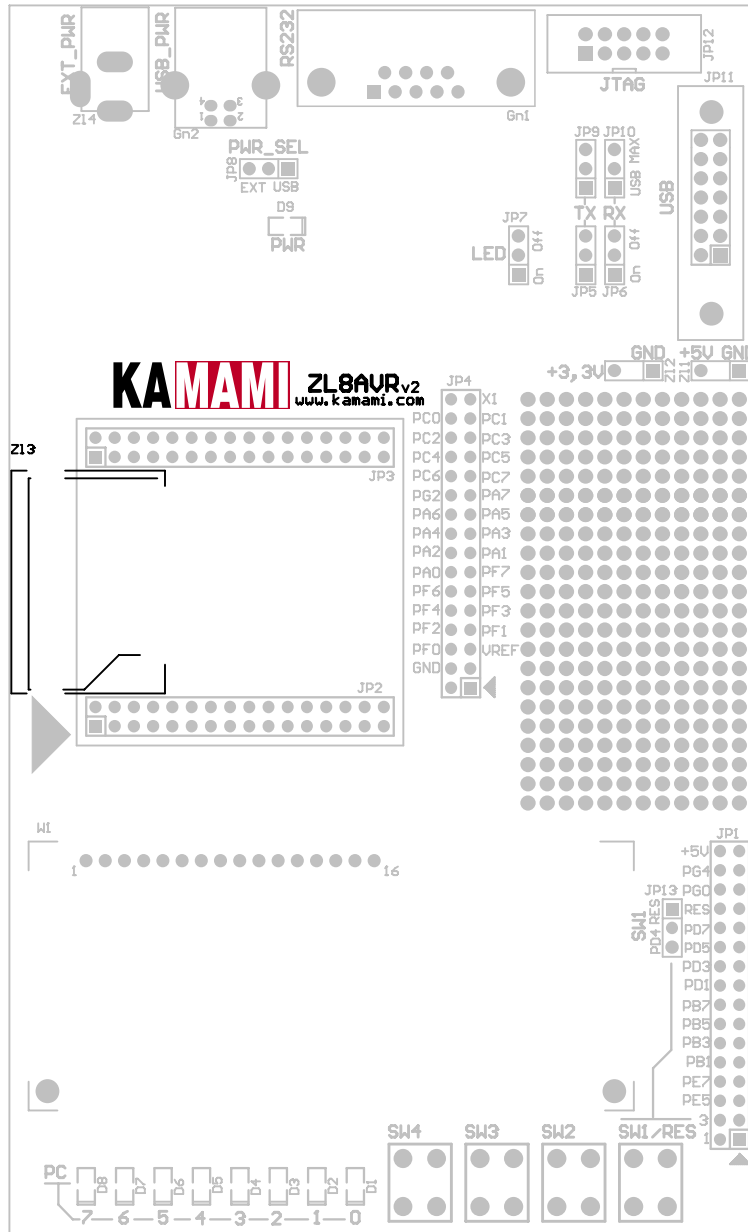 EXT_PWR
Z14
USB_PWR
4 3
1 2
Gn2
RS232
Gn1
JTAG
JP12
JP11
USB
PWR_SEL
JP8
EXT USB
D9
PWR
JP9 JP10
USB MAX
TX RX
JP7
LED
Off
On
Off
On
JP5 JP6
GND
+3,3V
Z12
+5V GND
Z11
KAMAMI
ZL8AVRv2
www.kamami.com
JP4
X1
PC0 PC1
PC2 PC3
PC4 PC5
PC6 PC7
PG2 PA7
PA6 PA5
PA4 PA3
PA2 PA1
PA0 PF7
PF6 PF5
PF4 PF3
PF2 PF1
PF0 VREF
GND
Z13
JP3
JP2
W1
1 16
JP1
+5V
PG4
PG0
RES
PD7
PD5
PD3
PD1
PB7
PB5
PB3
PB1
PE7
PE5
3
1
JP13
SW1
PD4 RES
SW4 SW3 SW2 SW1/RES
PC
D8 D7 D6 D5 D4 D3 D2 D1
7 — 6 — 5 — 4 — 3 — 2 — 1 — 0